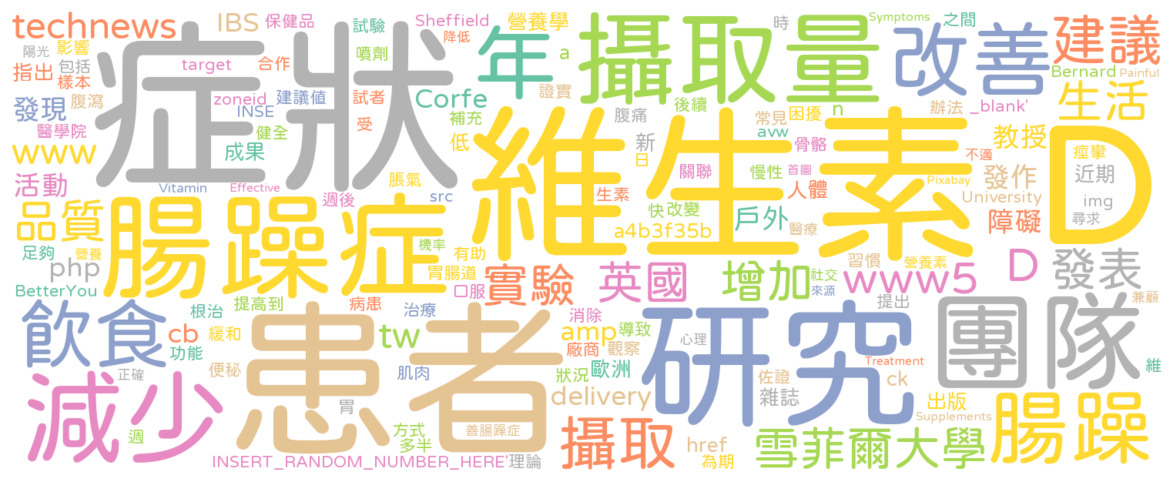 technews
IBS
保健品
試驗
Sheffield
營養學
時
Symptoms
之間
建議
陽光
影響
降低
年
攝取量
改善
指出
包括
target
合作
噴劑
a
Bernard
Painful
樣本
症狀
發現
腹瀉
zoneid
建議值
試者
Corfe
證實
生活
醫學院
INSE
受
補充
腹痛
後續
常見
困擾
n
辦法
_blank'
www
成果
健全
低
新
avw
骨骼
教授
維生素
D
日
關聯
慢性
不適
首圖
痙攣
活動
Vitamin
Effective
週後
脹氣
src
生素
人體
Pixabay
發作
近期
品質
腸躁症
快
改變
戶外
醫療
University
img
a4b3f35b
障礙
尋求
足夠
營養
機率
有助
php
胃腸道
實驗
英國
增加
社交
習慣
營養素
www5
D
發表
BetterYou
根治
提高到
病患
口服
來源
提出
兼顧
飲食
患者
治療
消除
研究
團隊
cb
緩和
tw
amp
導致
功能
廠商
觀察
心理
Treatment
正確
便秘
肌肉
狀況
歐洲
佐證
ck
維
減少
胃
delivery
雜誌
出版
Supplements
腸躁
週
方式
善腸躁症
多半
攝取
href
雪菲爾大學
INSERT_RANDOM_NUMBER_HERE'
理論
為期